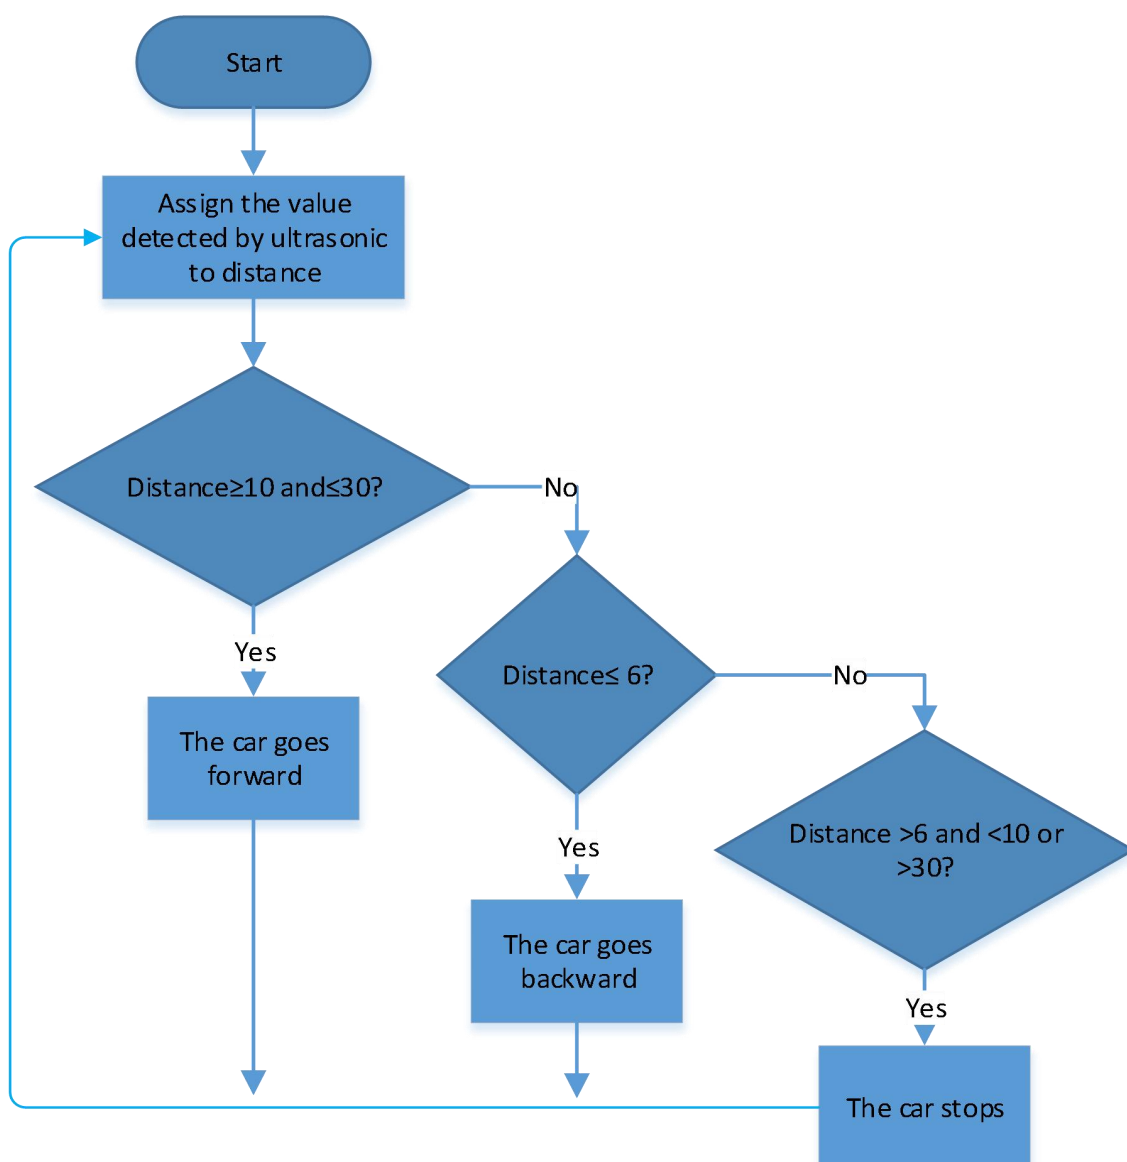 Start
Assign the value
detected by ultrasonic
to distance
Distance≥10 and≤30?
No
Yes
Distance≤ 6?
No
The car goes
forward
Distance >6 and <10 or
>30?
Yes
The car goes
backward
Yes
The car stops